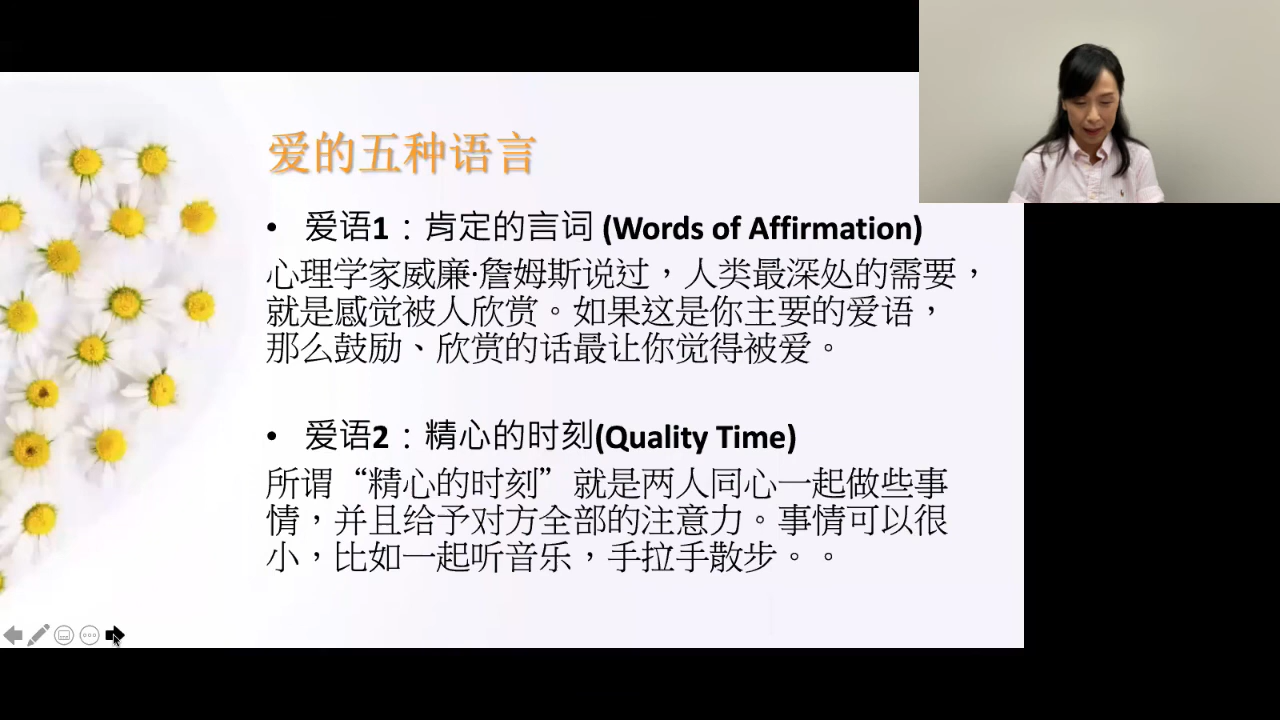 爱的五种语言
• 爱语1：肯定的言词 (Words of Affirmation)
心理学家威廉·詹姆斯说过，人类最深处的需要，
就是感觉被人欣赏。如果这是你主要的爱语，
那么鼓励、欣赏的话最让你觉得被爱。
• 爱语2：精心的时刻(Quality Time)
所谓“精心的时刻”就是两人同心一起做些事
情，并且给予对方全部的注意力。事情可以很
小，比如一起听音乐，手拉手散步。。